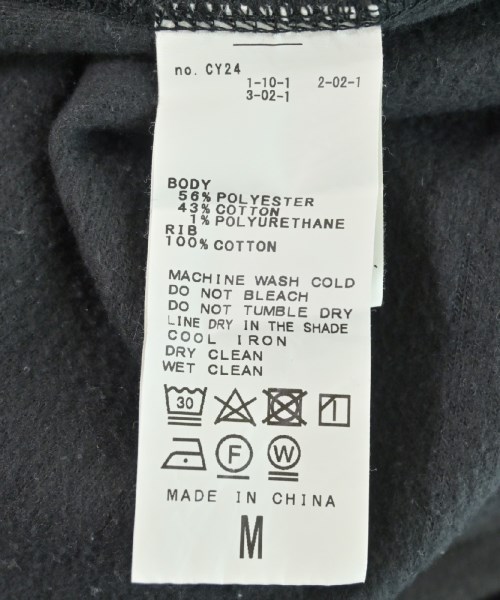 no. CY24
1-10-1 2-02-1
3-02-1
BODY
56% POLYESTER
43% COTTON
1% POLYURETHANE
RIB
100% COTTON
MACHINE WASH COLD
DO NOT BLEACH
DO NOT TUMBLE DRY
LINE DRY IN THE SHADE
COOL IRON
DRY CLEAN
WET CLEAN
30
F W
MADE IN CHINA
M